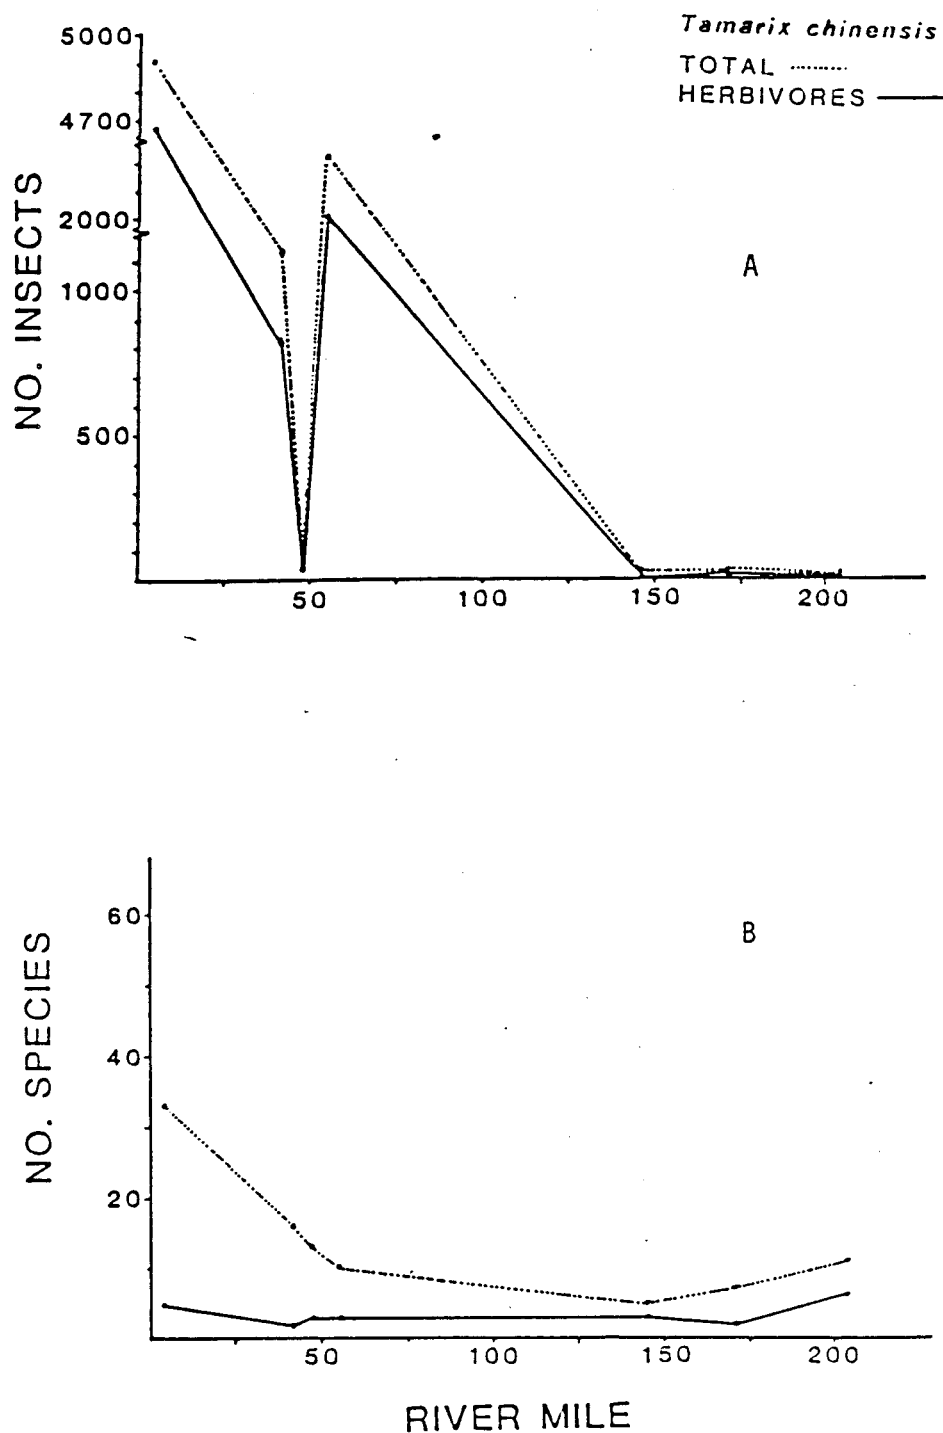 Tamarix chinensis
TOTAL
HERBIVORES
5000
4700
2000
1000
500
NO. INSECTS
A
50 100 150 200
60
40
20
NO. SPECIES
B
50 100 150 200
RIVER MILE